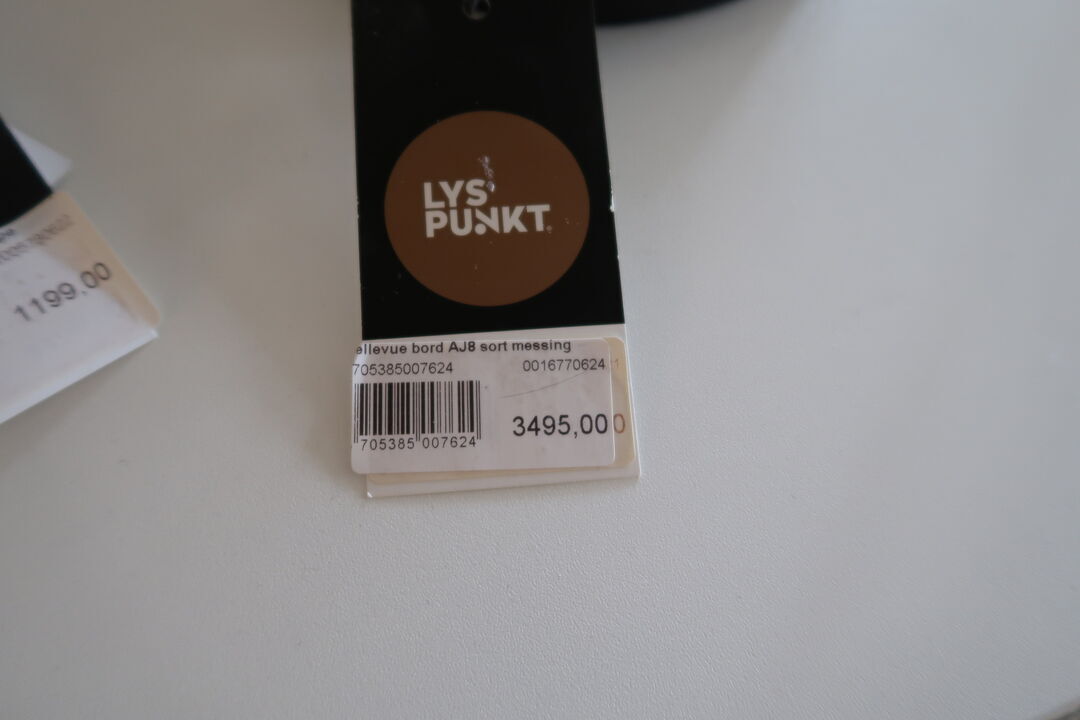 LYS
PUNKT
ellevue bord AJ8 sort messing
705385007624 0016770624
3495,00
705385 007624
1199,00